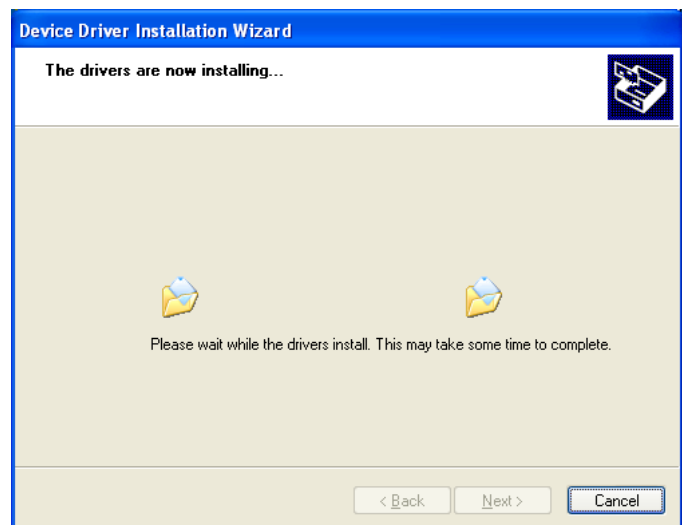 Device Driver Installation Wizard
The drivers are now installing...
Please wait while the drivers install. This may take some time to complete.
< Back
Next >
Cancel